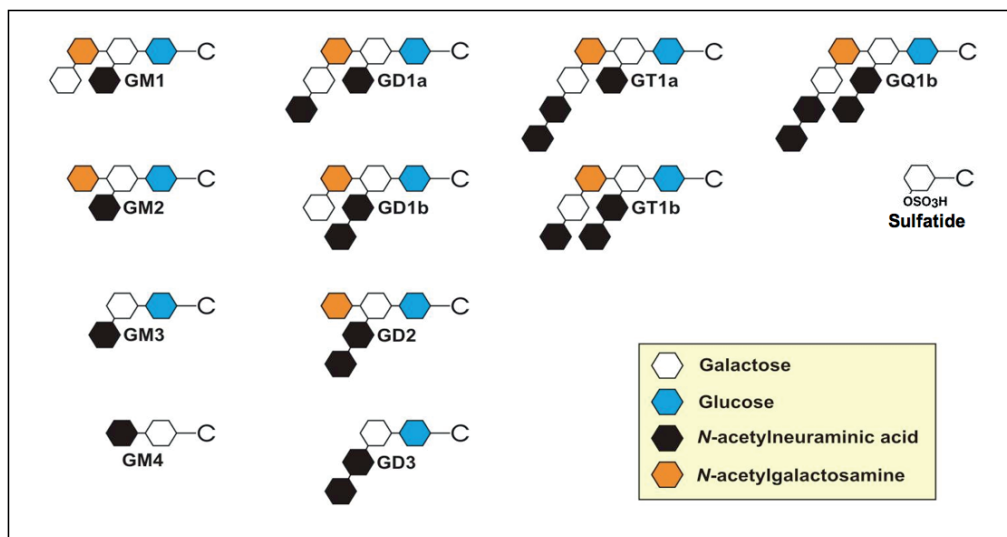 C C C C
GM1 GD1a GT1a GQ1b
C C C C
GM2 GD1b GT1b OSO3H
Sulfatide
C C
GM3 GD2
Galactose
Glucose
C C N-acetylneuraminic acid
GM4 GD3
N-acetylgalactosamine